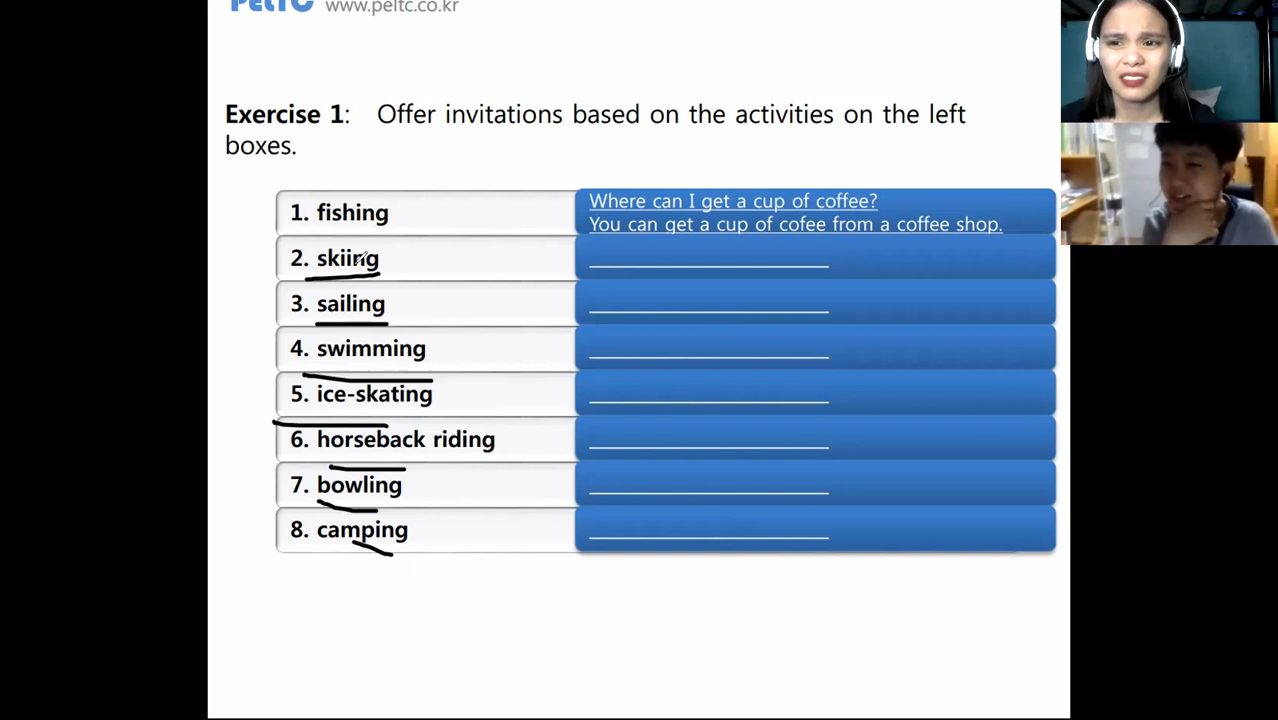 PELTC www.peltc.co.kr
Exercise 1: Offer invitations based on the activities on the left
boxes.
1. fishing
Where can I get a cup of coffee?
You can get a cup of cofee from a coffee shop.
2. skiing
3. sailing
4. swimming
5. ice-skating
6. horseback riding
7. bowling
8. camping